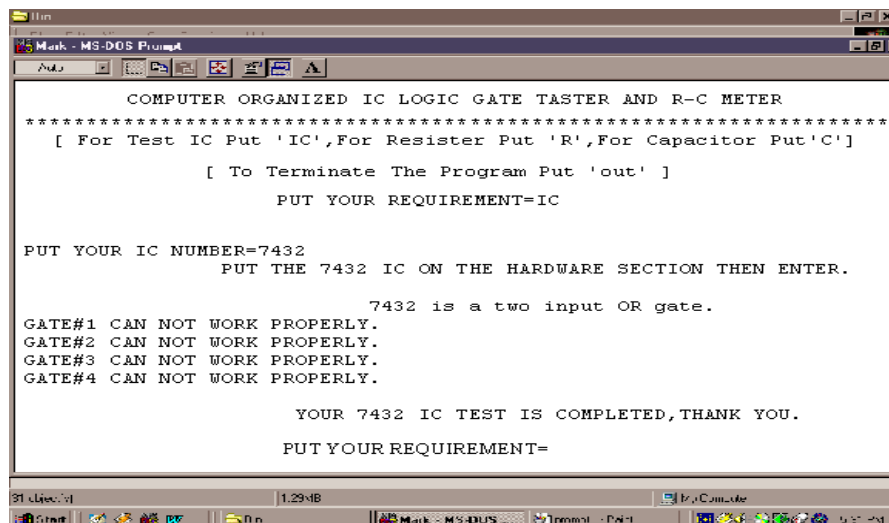 Mark - MS-DOS Prompt
Auto
COMPUTER ORGANIZED IC LOGIC GATE TASTER AND R-C METER
***********************************************************************
[ For Test IC Put 'IC',For Resister Put 'R',For Capacitor Put'C']
[ To Terminate The Program Put 'out' ]
PUT YOUR REQUIREMENT=IC
PUT YOUR IC NUMBER=7432
PUT THE 7432 IC ON THE HARDWARE SECTION THEN ENTER.
7432 is a two input OR gate.
GATE#1 CAN NOT WORK PROPERLY.
GATE#2 CAN NOT WORK PROPERLY.
GATE#3 CAN NOT WORK PROPERLY.
GATE#4 CAN NOT WORK PROPERLY.
YOUR 7432 IC TEST IS COMPLETED,THANK YOU.
PUT YOUR REQUIREMENT=
1.29MB
Start
Mark - MS-DOS